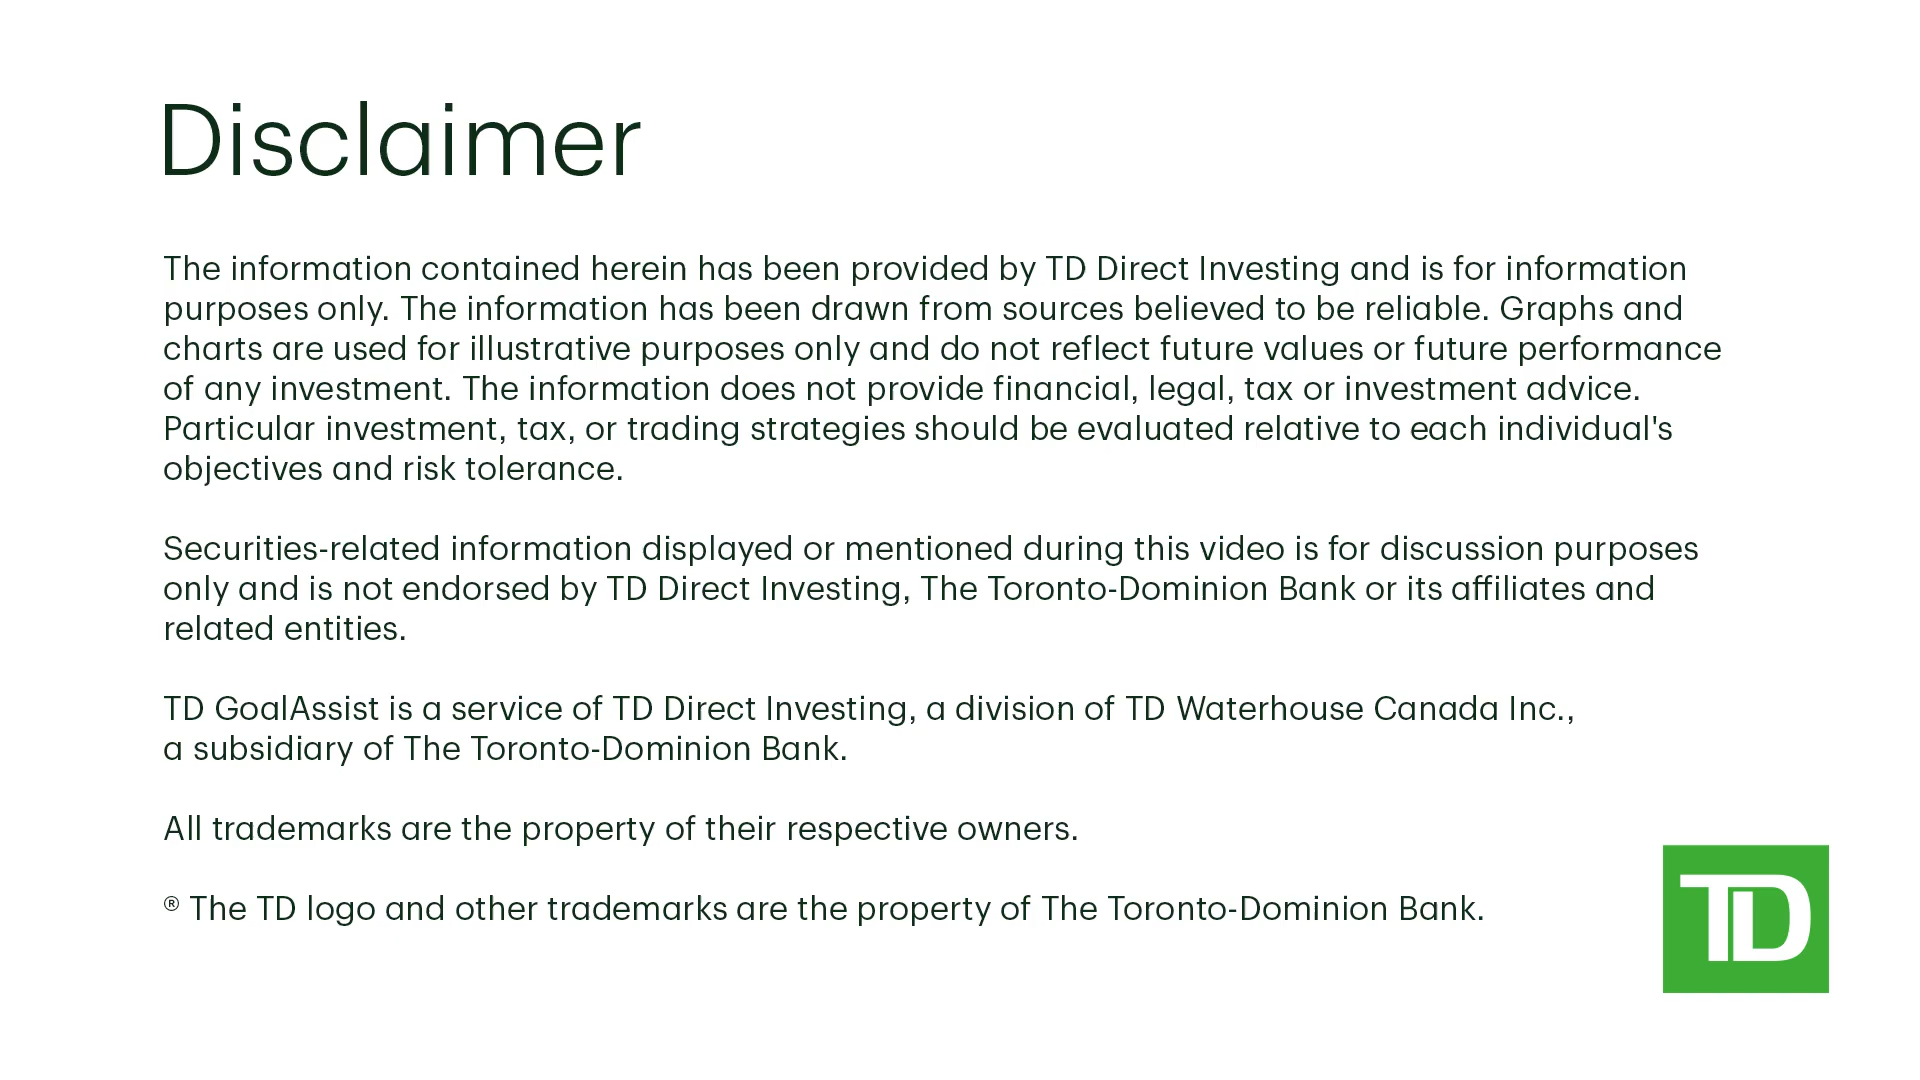 Disclaimer
The information contained herein has been provided by TD Direct Investing and is for information
purposes only. The information has been drawn from sources believed to be reliable. Graphs and
charts are used for illustrative purposes only and do not reflect future values or future performance
of any investment. The information does not provide financial, legal, tax or investment advice.
Particular investment, tax, or trading strategies should be evaluated relative to each individual's
objectives and risk tolerance.
Securities-related information displayed or mentioned during this video is for discussion purposes
only and is not endorsed by TD Direct Investing, The Toronto-Dominion Bank or its affiliates and
related entities.
TD GoalAssist is a service of TD Direct Investing, a division of TD Waterhouse Canada Inc.,
a subsidiary of The Toronto-Dominion Bank.
All trademarks are the property of their respective owners.
® The TD logo and other trademarks are the property of The Toronto-Dominion Bank.
TD